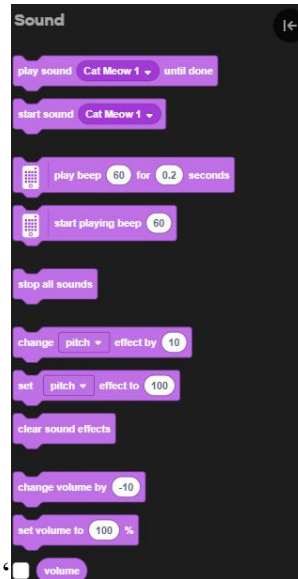 Sound
play sound Cat Meow 1 until done
start sound Cat Meow 1
play beep 60 for 0.2 seconds
start playing beep 60
stop all sounds
change pitch effect by 10
set pitch effect to 100
clear sound effects
change volume by -10
set volume to 100 %
‘ volume